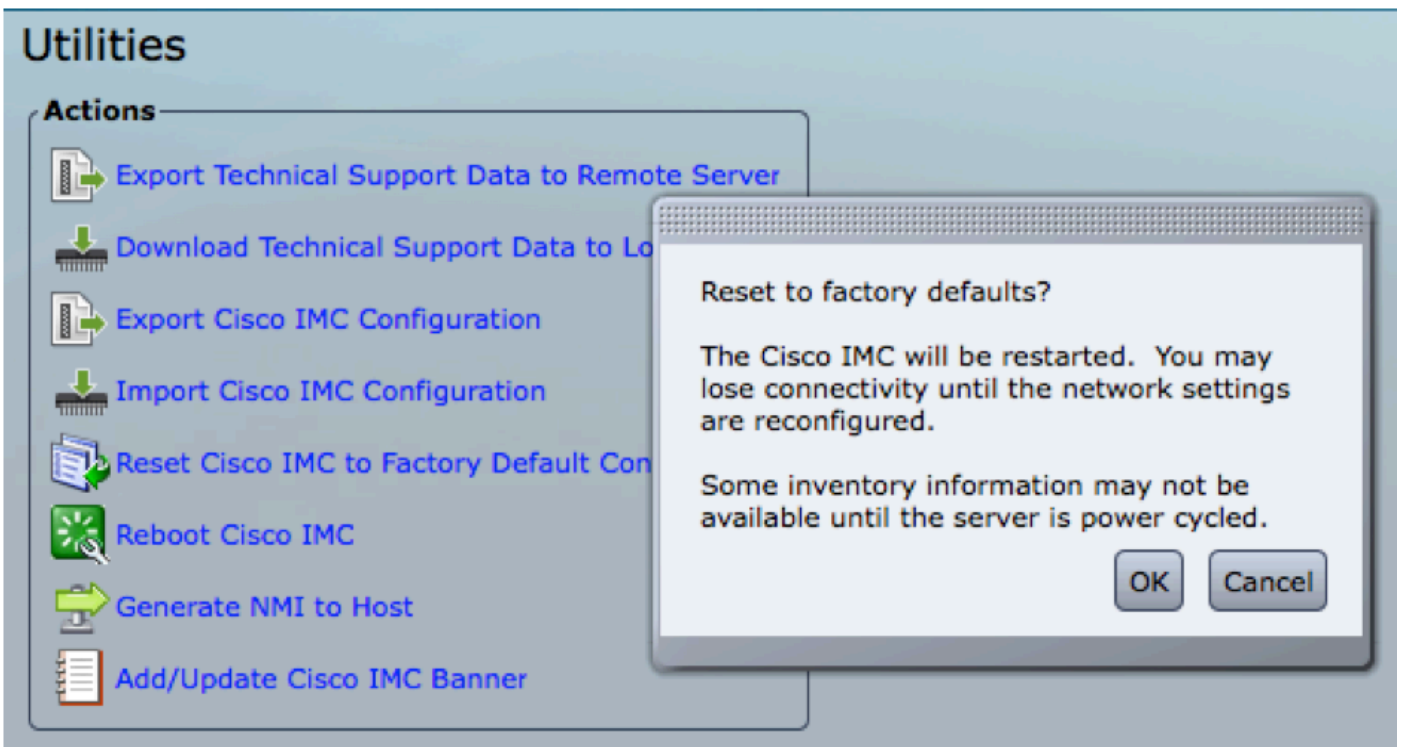 Utilities
Actions
Export Technical Support Data to Remote Server
Download Technical Support Data to Lo
Export Cisco IMC Configuration
Import Cisco IMC Configuration
Reset Cisco IMC to Factory Default Con
Reboot Cisco IMC
Generate NMI to Host
Add/Update Cisco IMC Banner
Reset to factory defaults?
The Cisco IMC will be restarted.  You may
lose connectivity until the network settings
are reconfigured.
Some inventory information may not be
available until the server is power cycled.
OK
Cancel